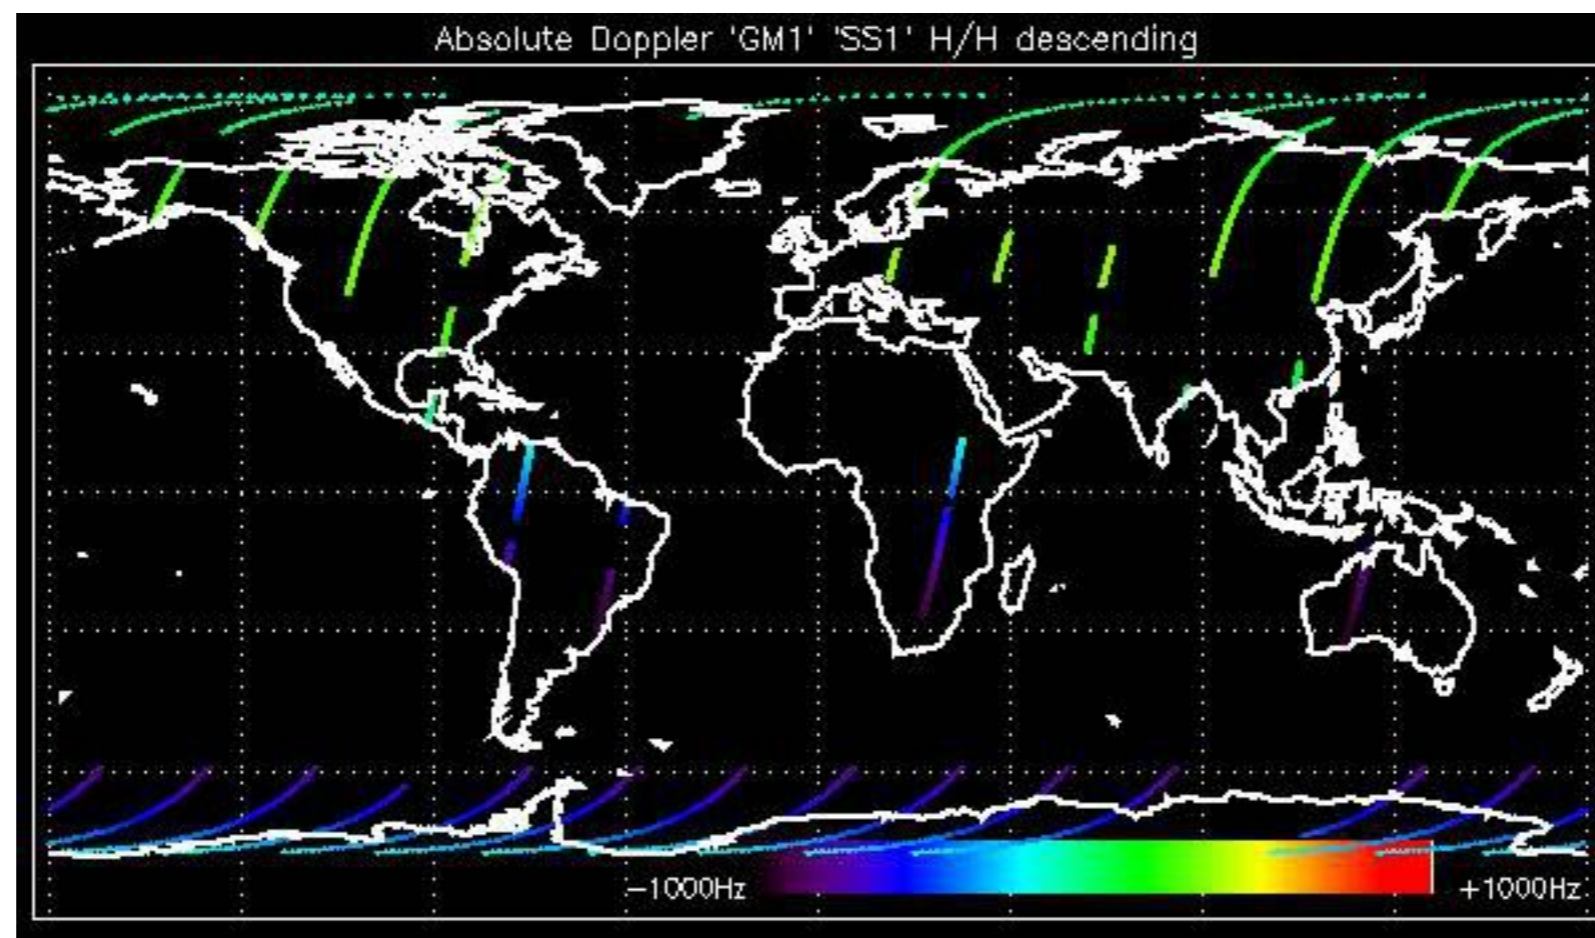 Absolute Doppler 'GM1' 'SS1' H/H descending
−1000Hz
+1000Hz